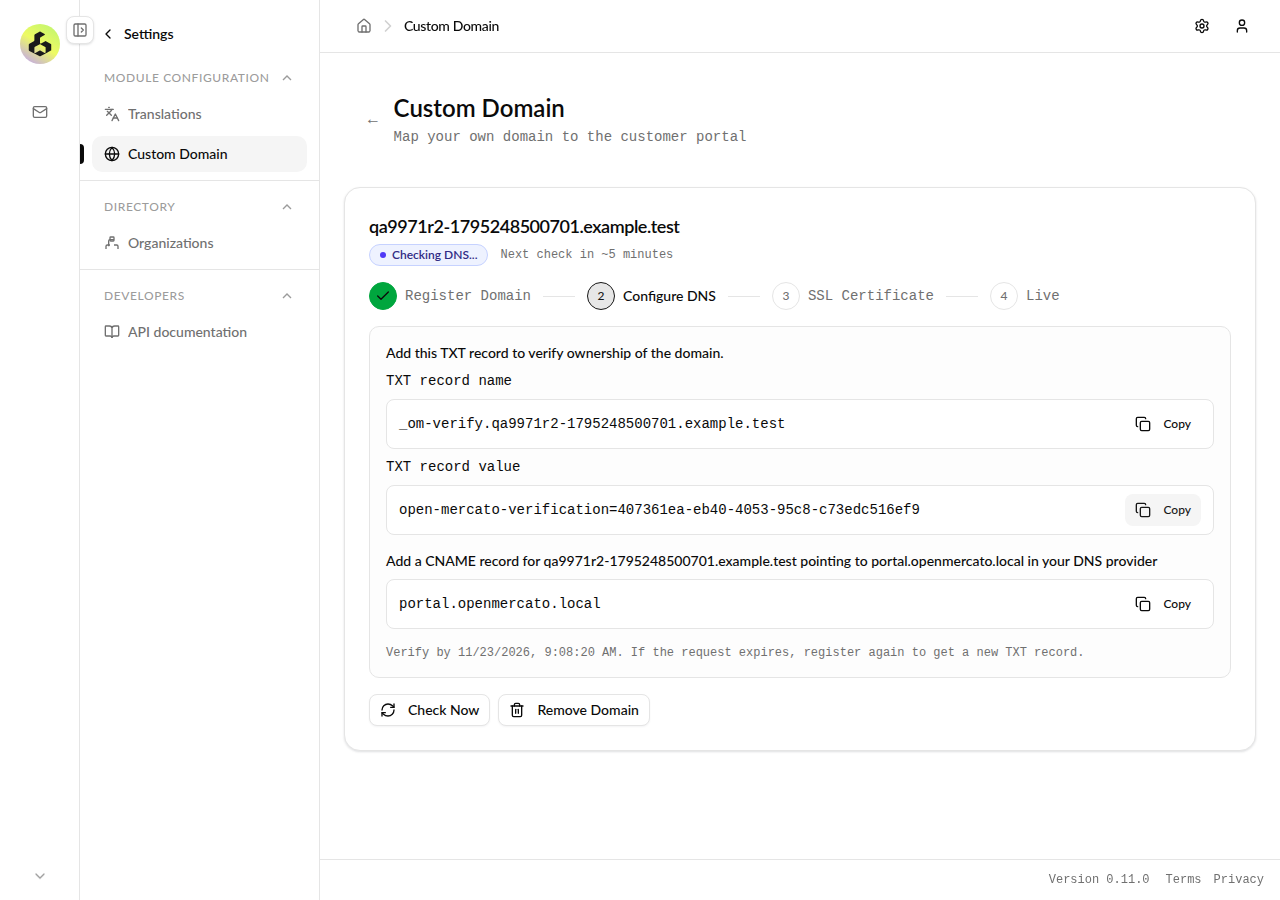 Settings
Custom Domain
MODULE CONFIGURATION
Translations
Custom Domain
DIRECTORY
Organizations
DEVELOPERS
API documentation
Custom Domain
Map your own domain to the customer portal
qa9971r2-1795248500701.example.test
Checking DNS...
Next check in ~5 minutes
Register Domain
2
Configure DNS
3
SSL Certificate
4
Live
Add this TXT record to verify ownership of the domain.
TXT record name
_om-verify.qa9971r2-1795248500701.example.test
Copy
TXT record value
open-mercato-verification=407361ea-eb40-4053-95c8-c73edc516ef9
Copy
Add a CNAME record for qa9971r2-1795248500701.example.test pointing to portal.openmercato.local in your DNS provider
portal.openmercato.local
Copy
Verify by 11/23/2026, 9:08:20 AM. If the request expires, register again to get a new TXT record.
Check Now
Remove Domain
Version 0.11.0
Terms
Privacy